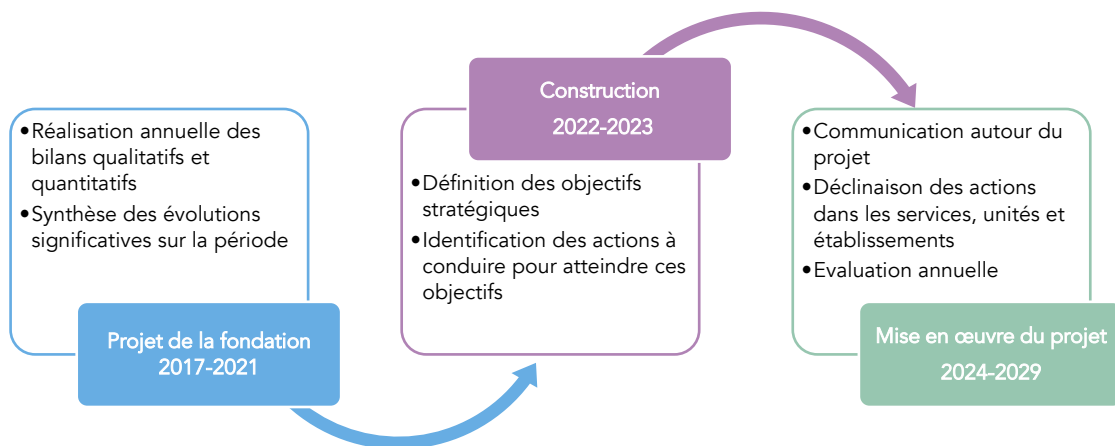 •Réalisation annuelle des
bilans qualitatifs et
quantitatifs
•Synthèse des évolutions
significatives sur la période
Projet de la fondation
2017-2021
Construction
2022-2023
•Définition des objectifs
stratégiques
•Identification des actions à
conduire pour atteindre ces
objectifs
•Communication autour du
projet
•Déclinaison des actions
dans les services, unités et
établissements
•Evaluation annuelle
Mise en œuvre du projet
2024-2029